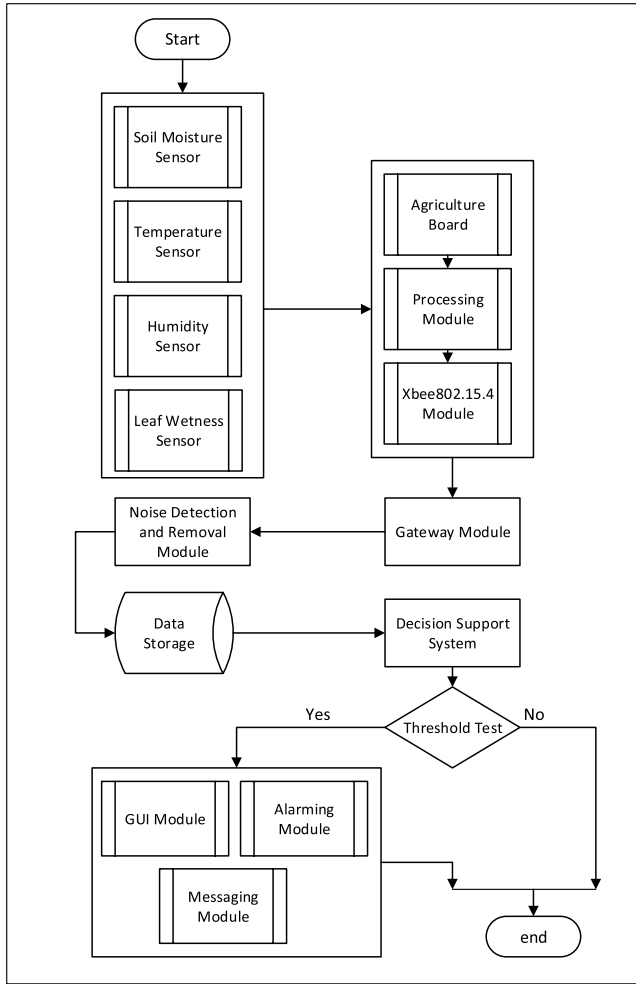 Start
Soil Moisture
Sensor
Temperature
Sensor
Humidity
Sensor
Leaf Wetness
Sensor
Agriculture
Board
Processing
Module
Xbee802.15.4
Module
Gateway Module
Noise Detection
and Removal
Module
Data
Storage
Decision Support
System
Threshold Test
Yes
No
GUI Module
Alarming
Module
Messaging
Module
end